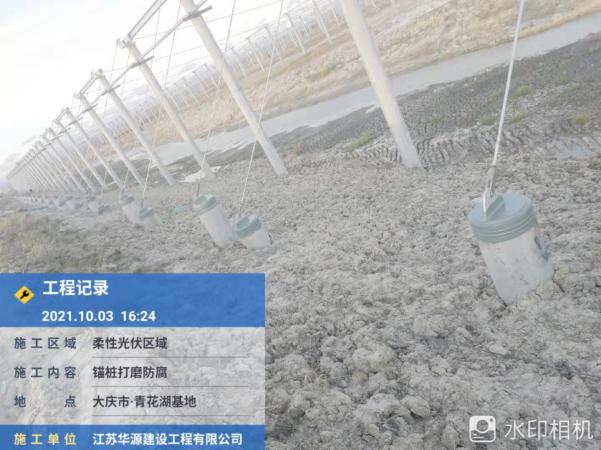 工程记录
2021.10.03 16:24
施工区域 柔性光伏区域
施工内容 锚桩打磨防腐
地点 大庆市·青花湖基地
施工单位 江苏华源建设工程有限公司
水印相机